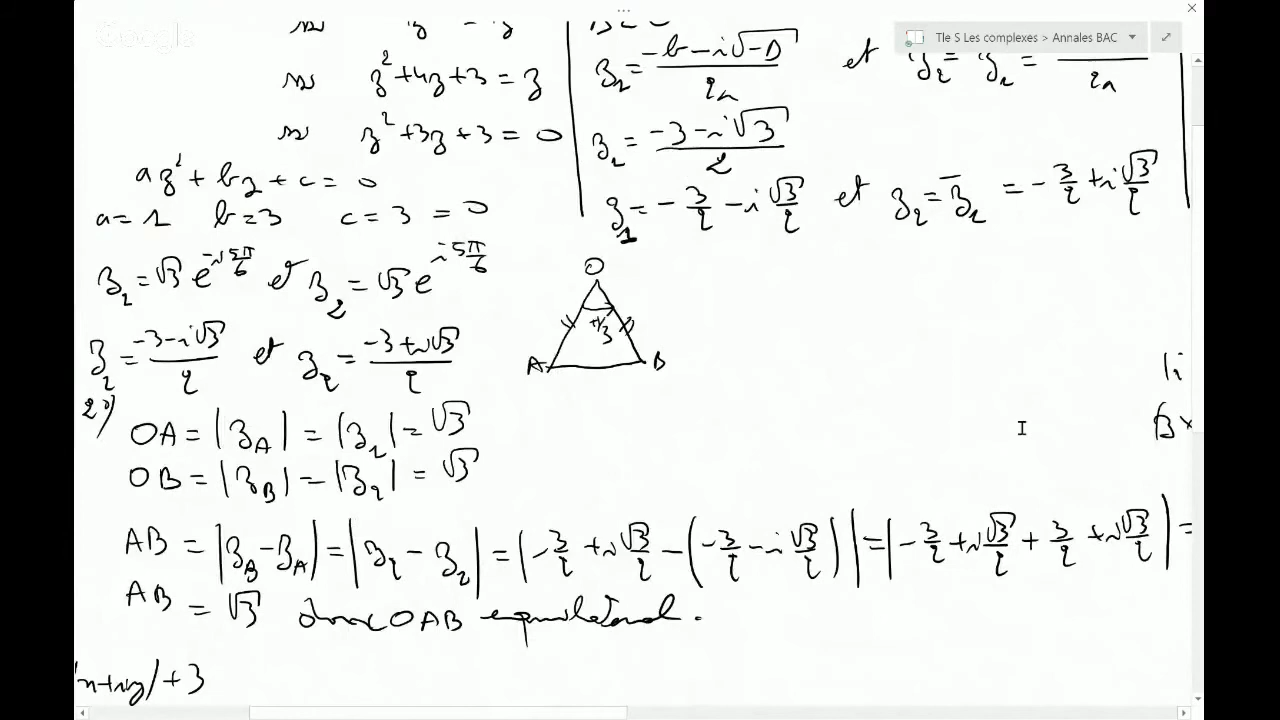 Google
Tle S Les complexes > Annales BAC
⇔ z² + 4z + 3 = z
⇔ z² + 3z + 3 = 0
az² + bz + c = 0
a = 1 b = 3 c = 3 = 0
z₁ = (-b - i√-Δ)/2a et z₂ = z̄₁ = /2a
z₁ = (-3 - i√3)/2
z₁ = -3/2 - i√3/2 et z₂ = z̄₁ = -3/2 + i√3/2
z₁ = √3 e^(-i5π/6) et z₂ = √3 e^(i5π/6)
z₁ = (-3 - i√3)/2 et z₂ = (-3 + i√3)/2
O
π/3
A B
2°)
OA = |z_A| = |z₁| = √3
OB = |z_B| = |z₂| = √3
AB = |z_B - z_A| = |z₂ - z₁| = |-3/2 + i√3/2 - (-3/2 - i√3/2)| = |-3/2 + i√3/2 + 3/2 + i√3/2| =
AB = √3 donc OAB equilateral.